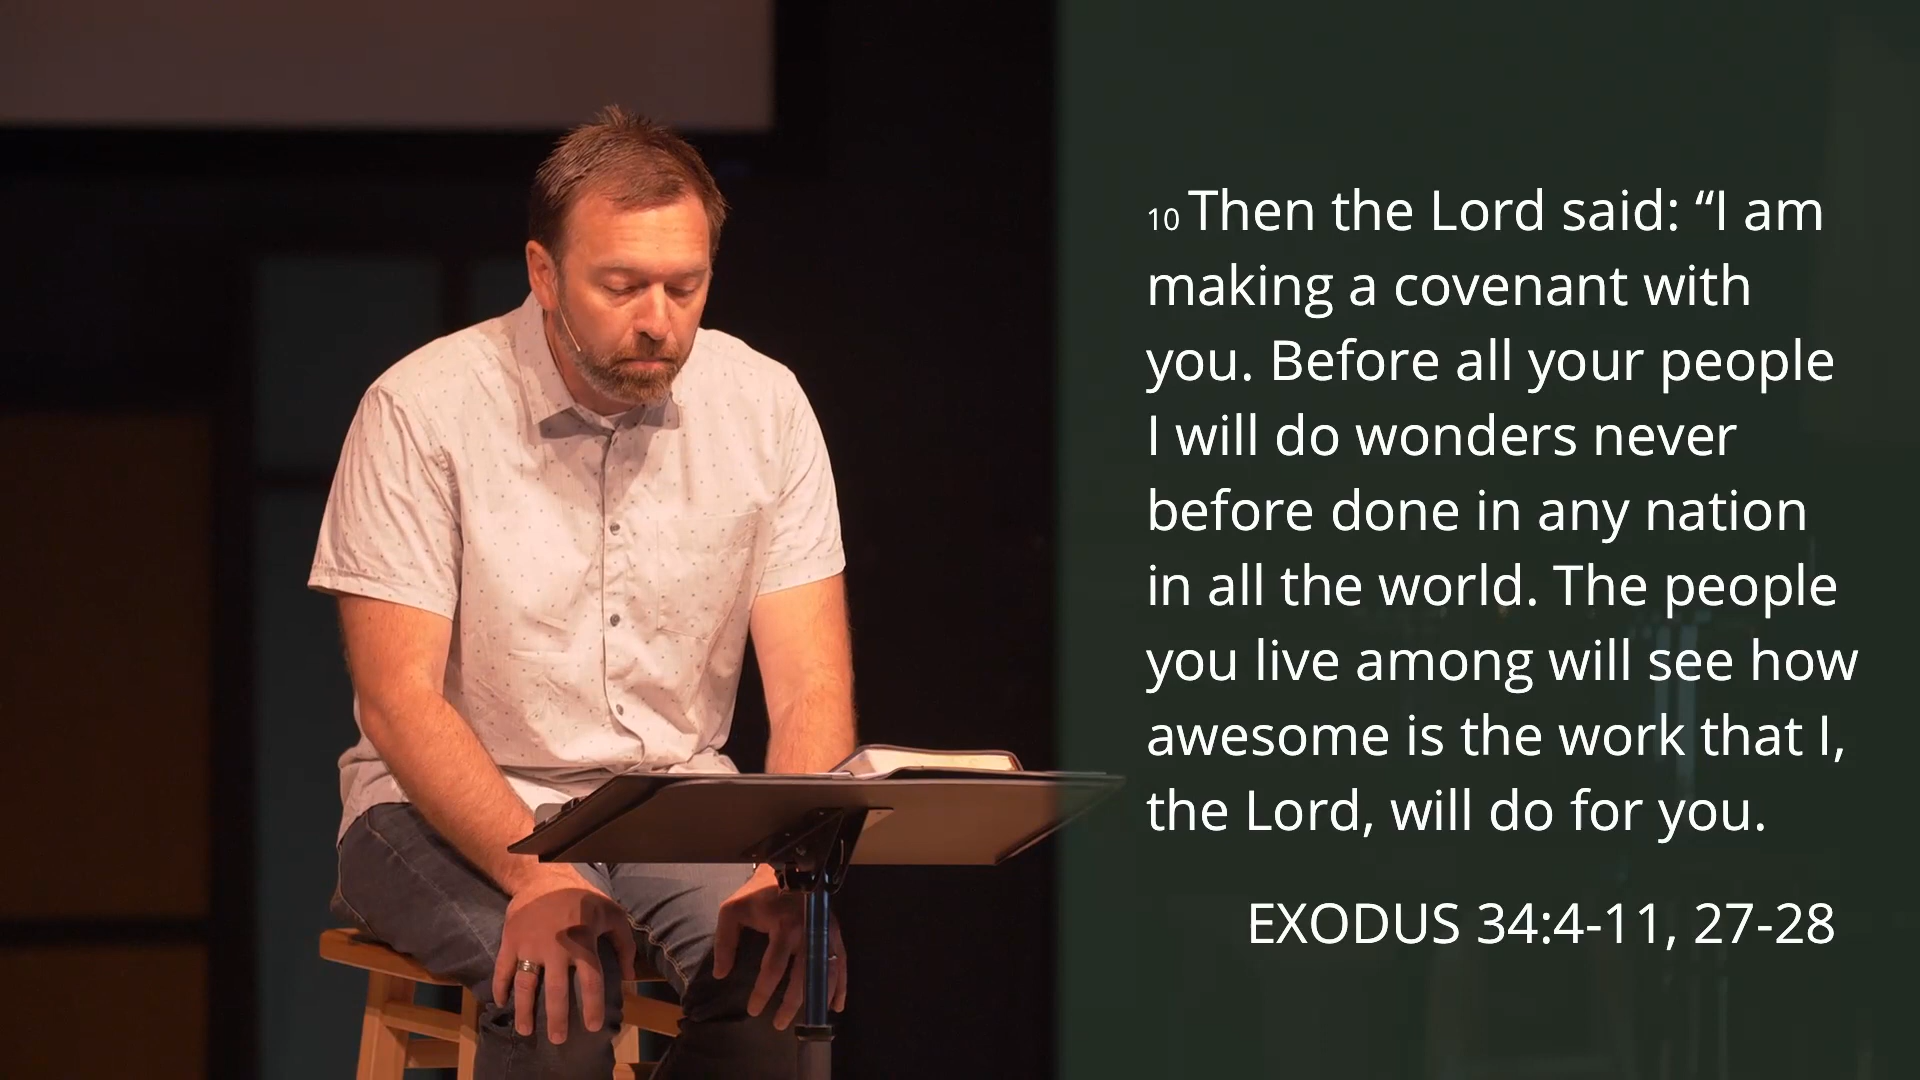 10 Then the Lord said: “I am
making a covenant with
you. Before all your people
I will do wonders never
before done in any nation
in all the world. The people
you live among will see how
awesome is the work that I,
the Lord, will do for you.
EXODUS 34:4-11, 27-28